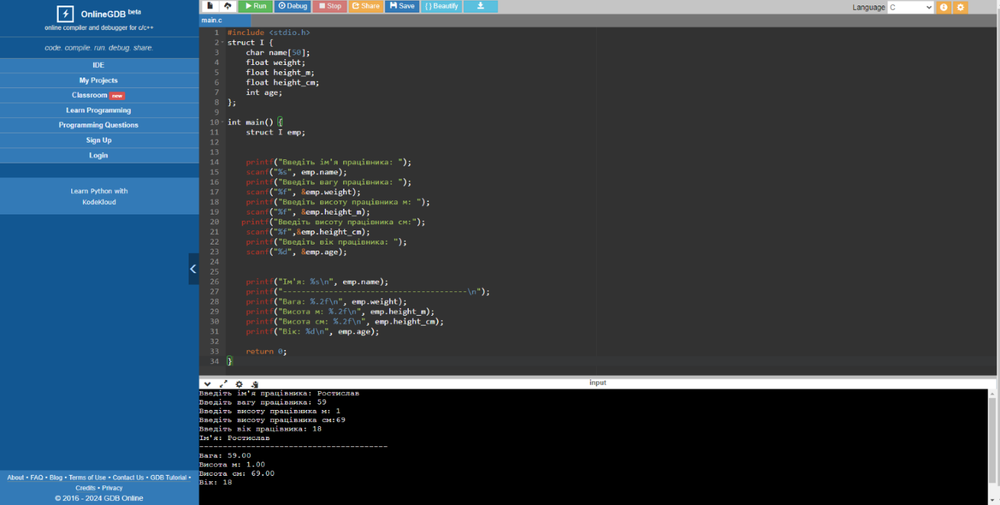 OnlineGDB beta
online compiler and debugger for c/c++
code. compile. run. debug. share.
IDE
My Projects
Classroom new
Learn Programming
Programming Questions
Sign Up
Login
Learn Python with
KodeKloud
About • FAQ • Blog • Terms of Use • Contact Us • GDB Tutorial •
Credits • Privacy
© 2016 - 2024 GDB Online
Run Debug Stop Share Save {} Beautify
Language C
main.c
1 #include <stdio.h>
2 struct I {
3 char name[50];
4 float weight;
5 float height_m;
6 float height_cm;
7 int age;
8 };
9
10 int main() {
11 struct I emp;
12
13
14 printf("Введіть ім'я працівника: ");
15 scanf("%s", emp.name);
16 printf("Введіть вагу працівника: ");
17 scanf("%f", &emp.weight);
18 printf("Введіть висоту працівника м: ");
19 scanf("%f", &emp.height_m);
20 printf("Введіть висоту працівника см:");
21 scanf("%f",&emp.height_cm);
22 printf("Введіть вік працівника: ");
23 scanf("%d", &emp.age);
24
25
26 printf("Ім'я: %s\n", emp.name);
27 printf("----------------------------------------\n");
28 printf("Вага: %.2f\n", emp.weight);
29 printf("Висота м: %.2f\n", emp.height_m);
30 printf("Висота см: %.2f\n", emp.height_cm);
31 printf("Вік: %d\n", emp.age);
32
33 return 0;
34 }
input
Введіть ім'я працівника: Ростислав
Введіть вагу працівника: 59
Введіть висоту працівника м: 1
Введіть висоту працівника см:69
Введіть вік працівника: 18
Ім'я: Ростислав
----------------------------------------
Вага: 59.00
Висота м: 1.00
Висота см: 69.00
Вік: 18